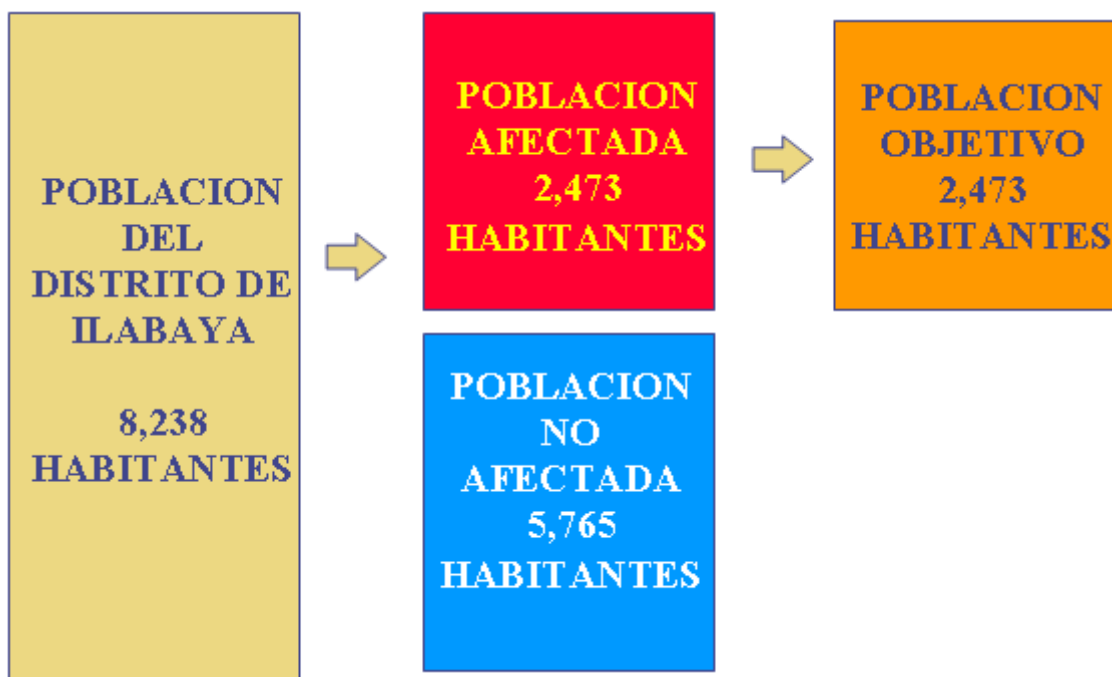 POBLACION
DEL
DISTRITO DE
ILABAYA
8,238
HABITANTES
POBLACION
AFECTADA
2,473
HABITANTES
POBLACION
NO
AFECTADA
5,765
HABITANTES
POBLACION
OBJETIVO
2,473
HABITANTES